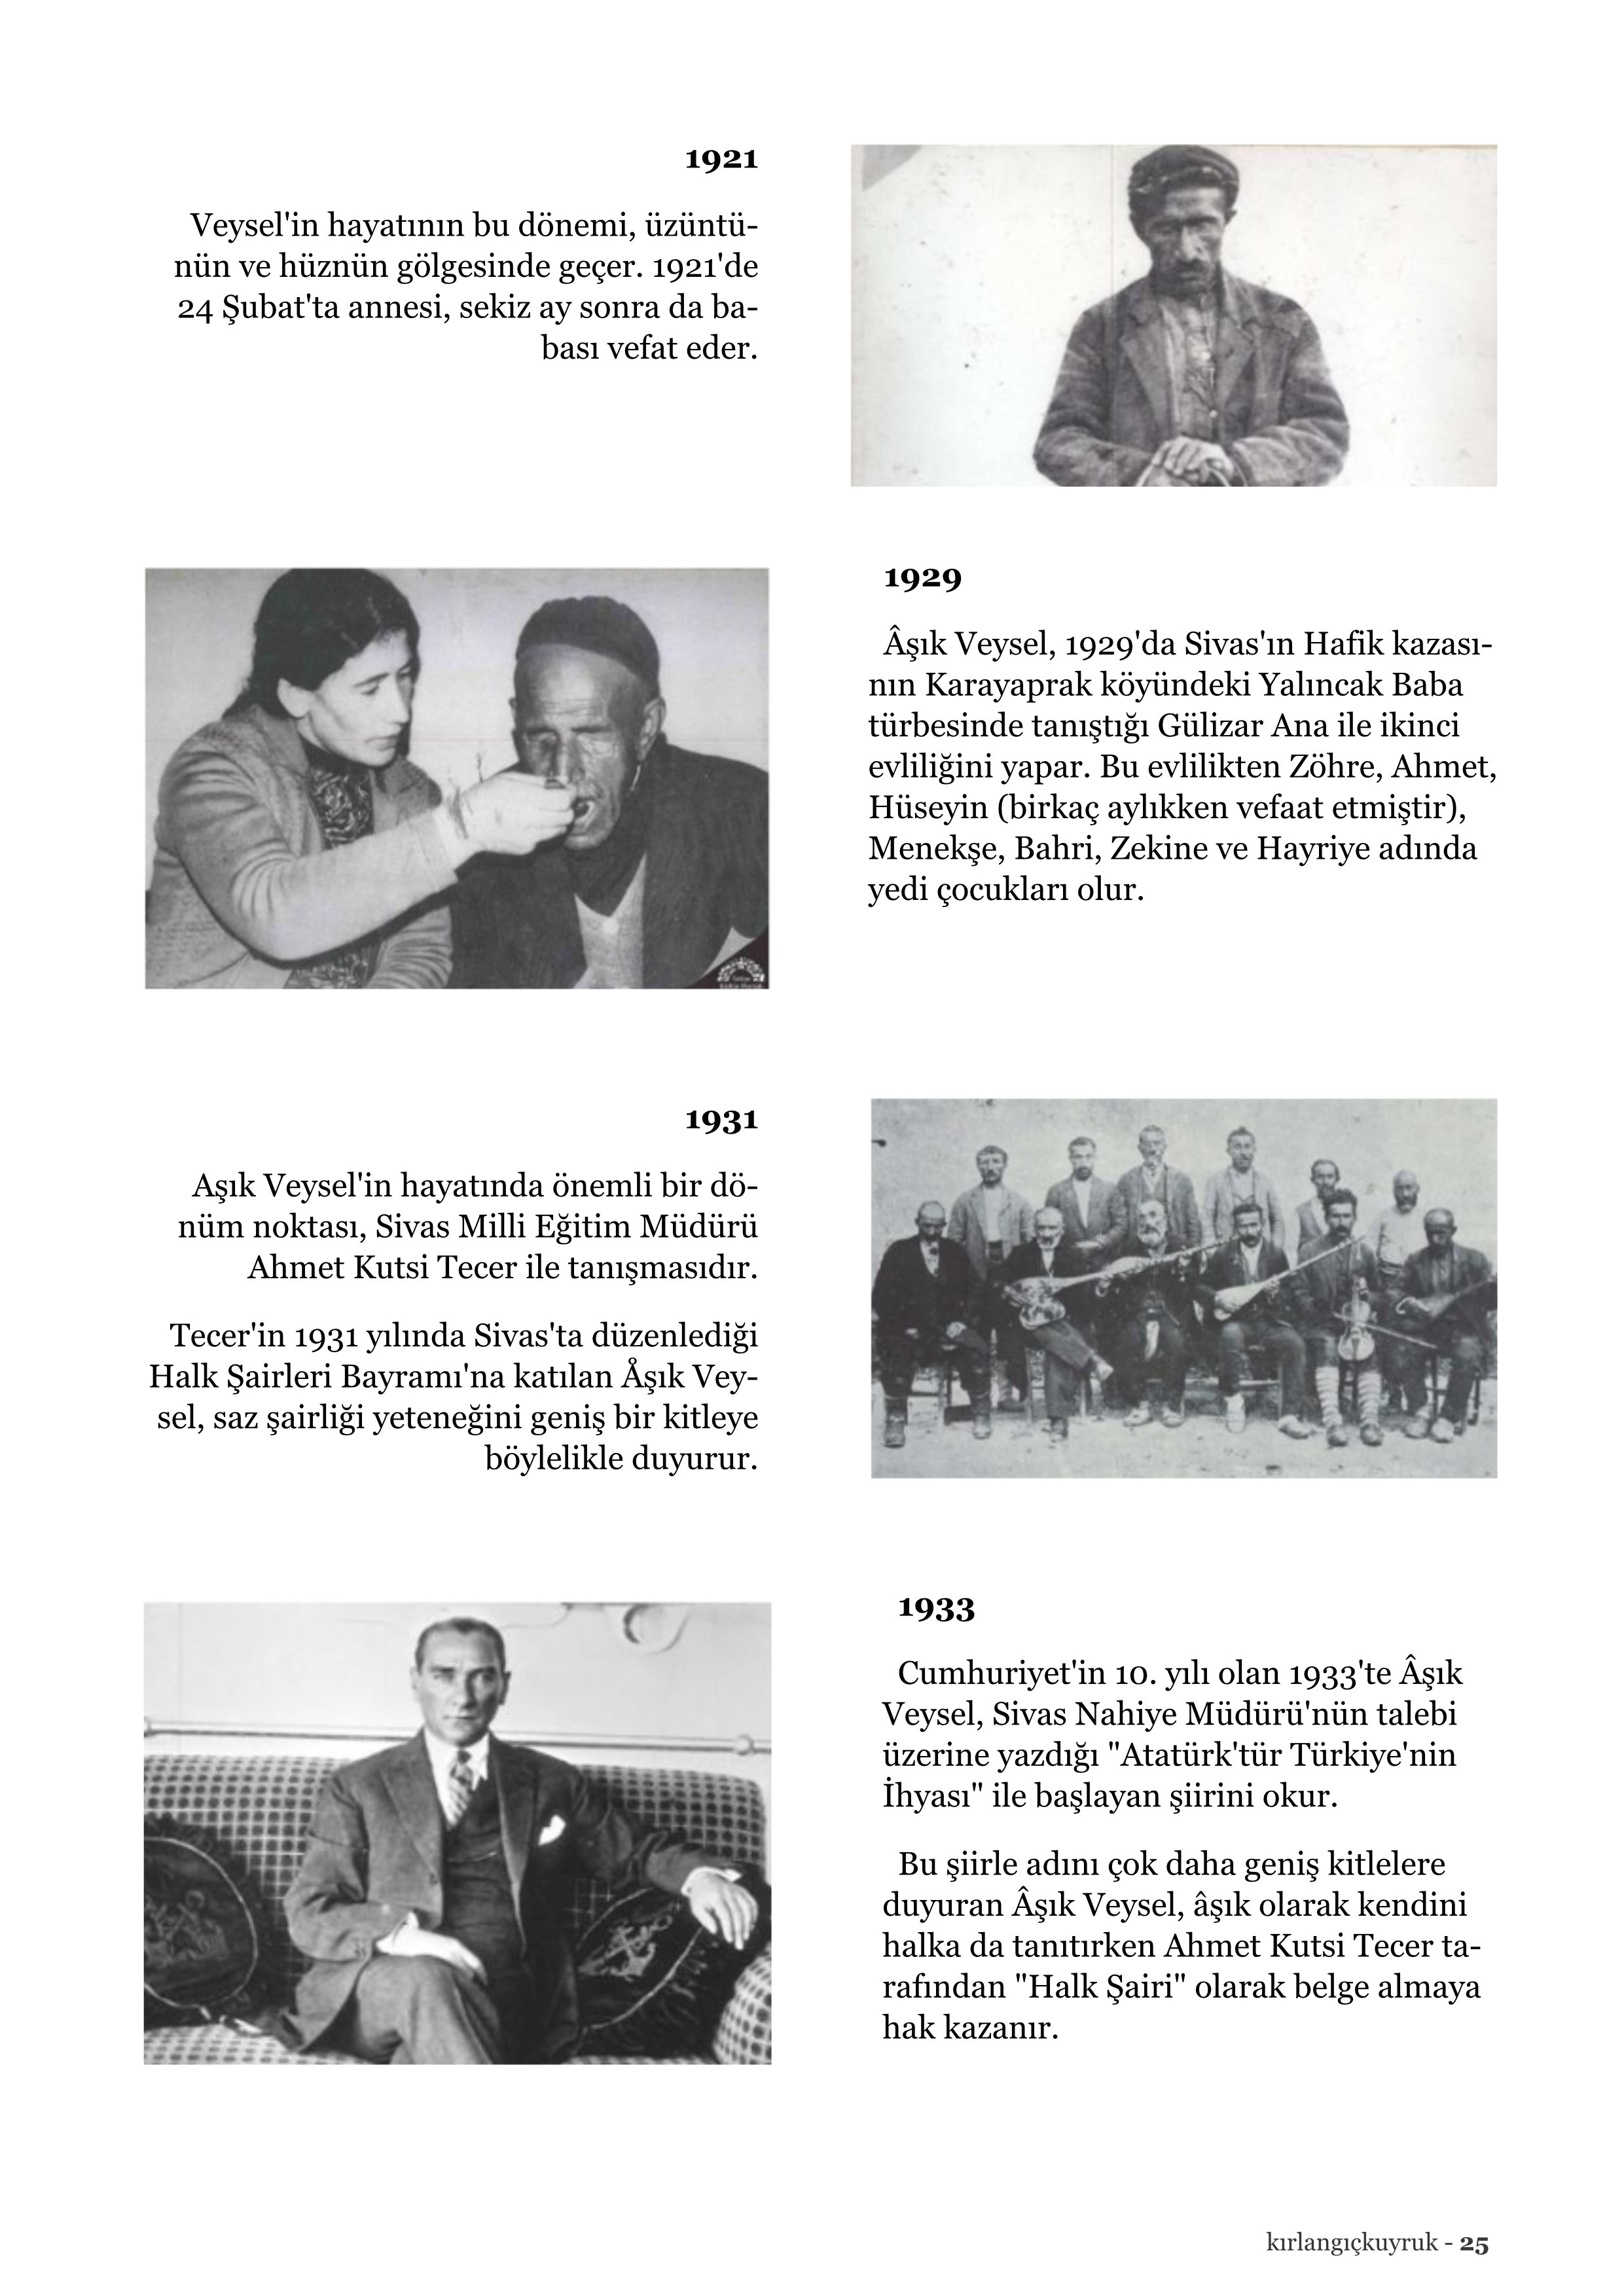 1921
Veysel'in hayatının bu dönemi, üzüntü-
nün ve hüznün gölgesinde geçer. 1921'de
24 Şubat'ta annesi, sekiz ay sonra da ba-
bası vefat eder.
1929
Âşık Veysel, 1929'da Sivas'ın Hafik kazası-
nın Karayaprak köyündeki Yalıncak Baba
türbesinde tanıştığı Gülizar Ana ile ikinci
evliliğini yapar. Bu evlilikten Zöhre, Ahmet,
Hüseyin (birkaç aylıkken vefaat etmiştir),
Menekşe, Bahri, Zekine ve Hayriye adında
yedi çocukları olur.
1931
Aşık Veysel'in hayatında önemli bir dö-
nüm noktası, Sivas Milli Eğitim Müdürü
Ahmet Kutsi Tecer ile tanışmasıdır.
Tecer'in 1931 yılında Sivas'ta düzenlediği
Halk Şairleri Bayramı'na katılan Åşık Vey-
sel, saz şairliği yeteneğini geniş bir kitleye
böylelikle duyurur.
1933
Cumhuriyet'in 10. yılı olan 1933'te Âşık
Veysel, Sivas Nahiye Müdürü'nün talebi
üzerine yazdığı "Atatürk'tür Türkiye'nin
İhyası" ile başlayan şiirini okur.
Bu şiirle adını çok daha geniş kitlelere
duyuran Âşık Veysel, âşık olarak kendini
halka da tanıtırken Ahmet Kutsi Tecer ta-
rafından "Halk Şairi" olarak belge almaya
hak kazanır.
kırlangıçkuyruk - 25